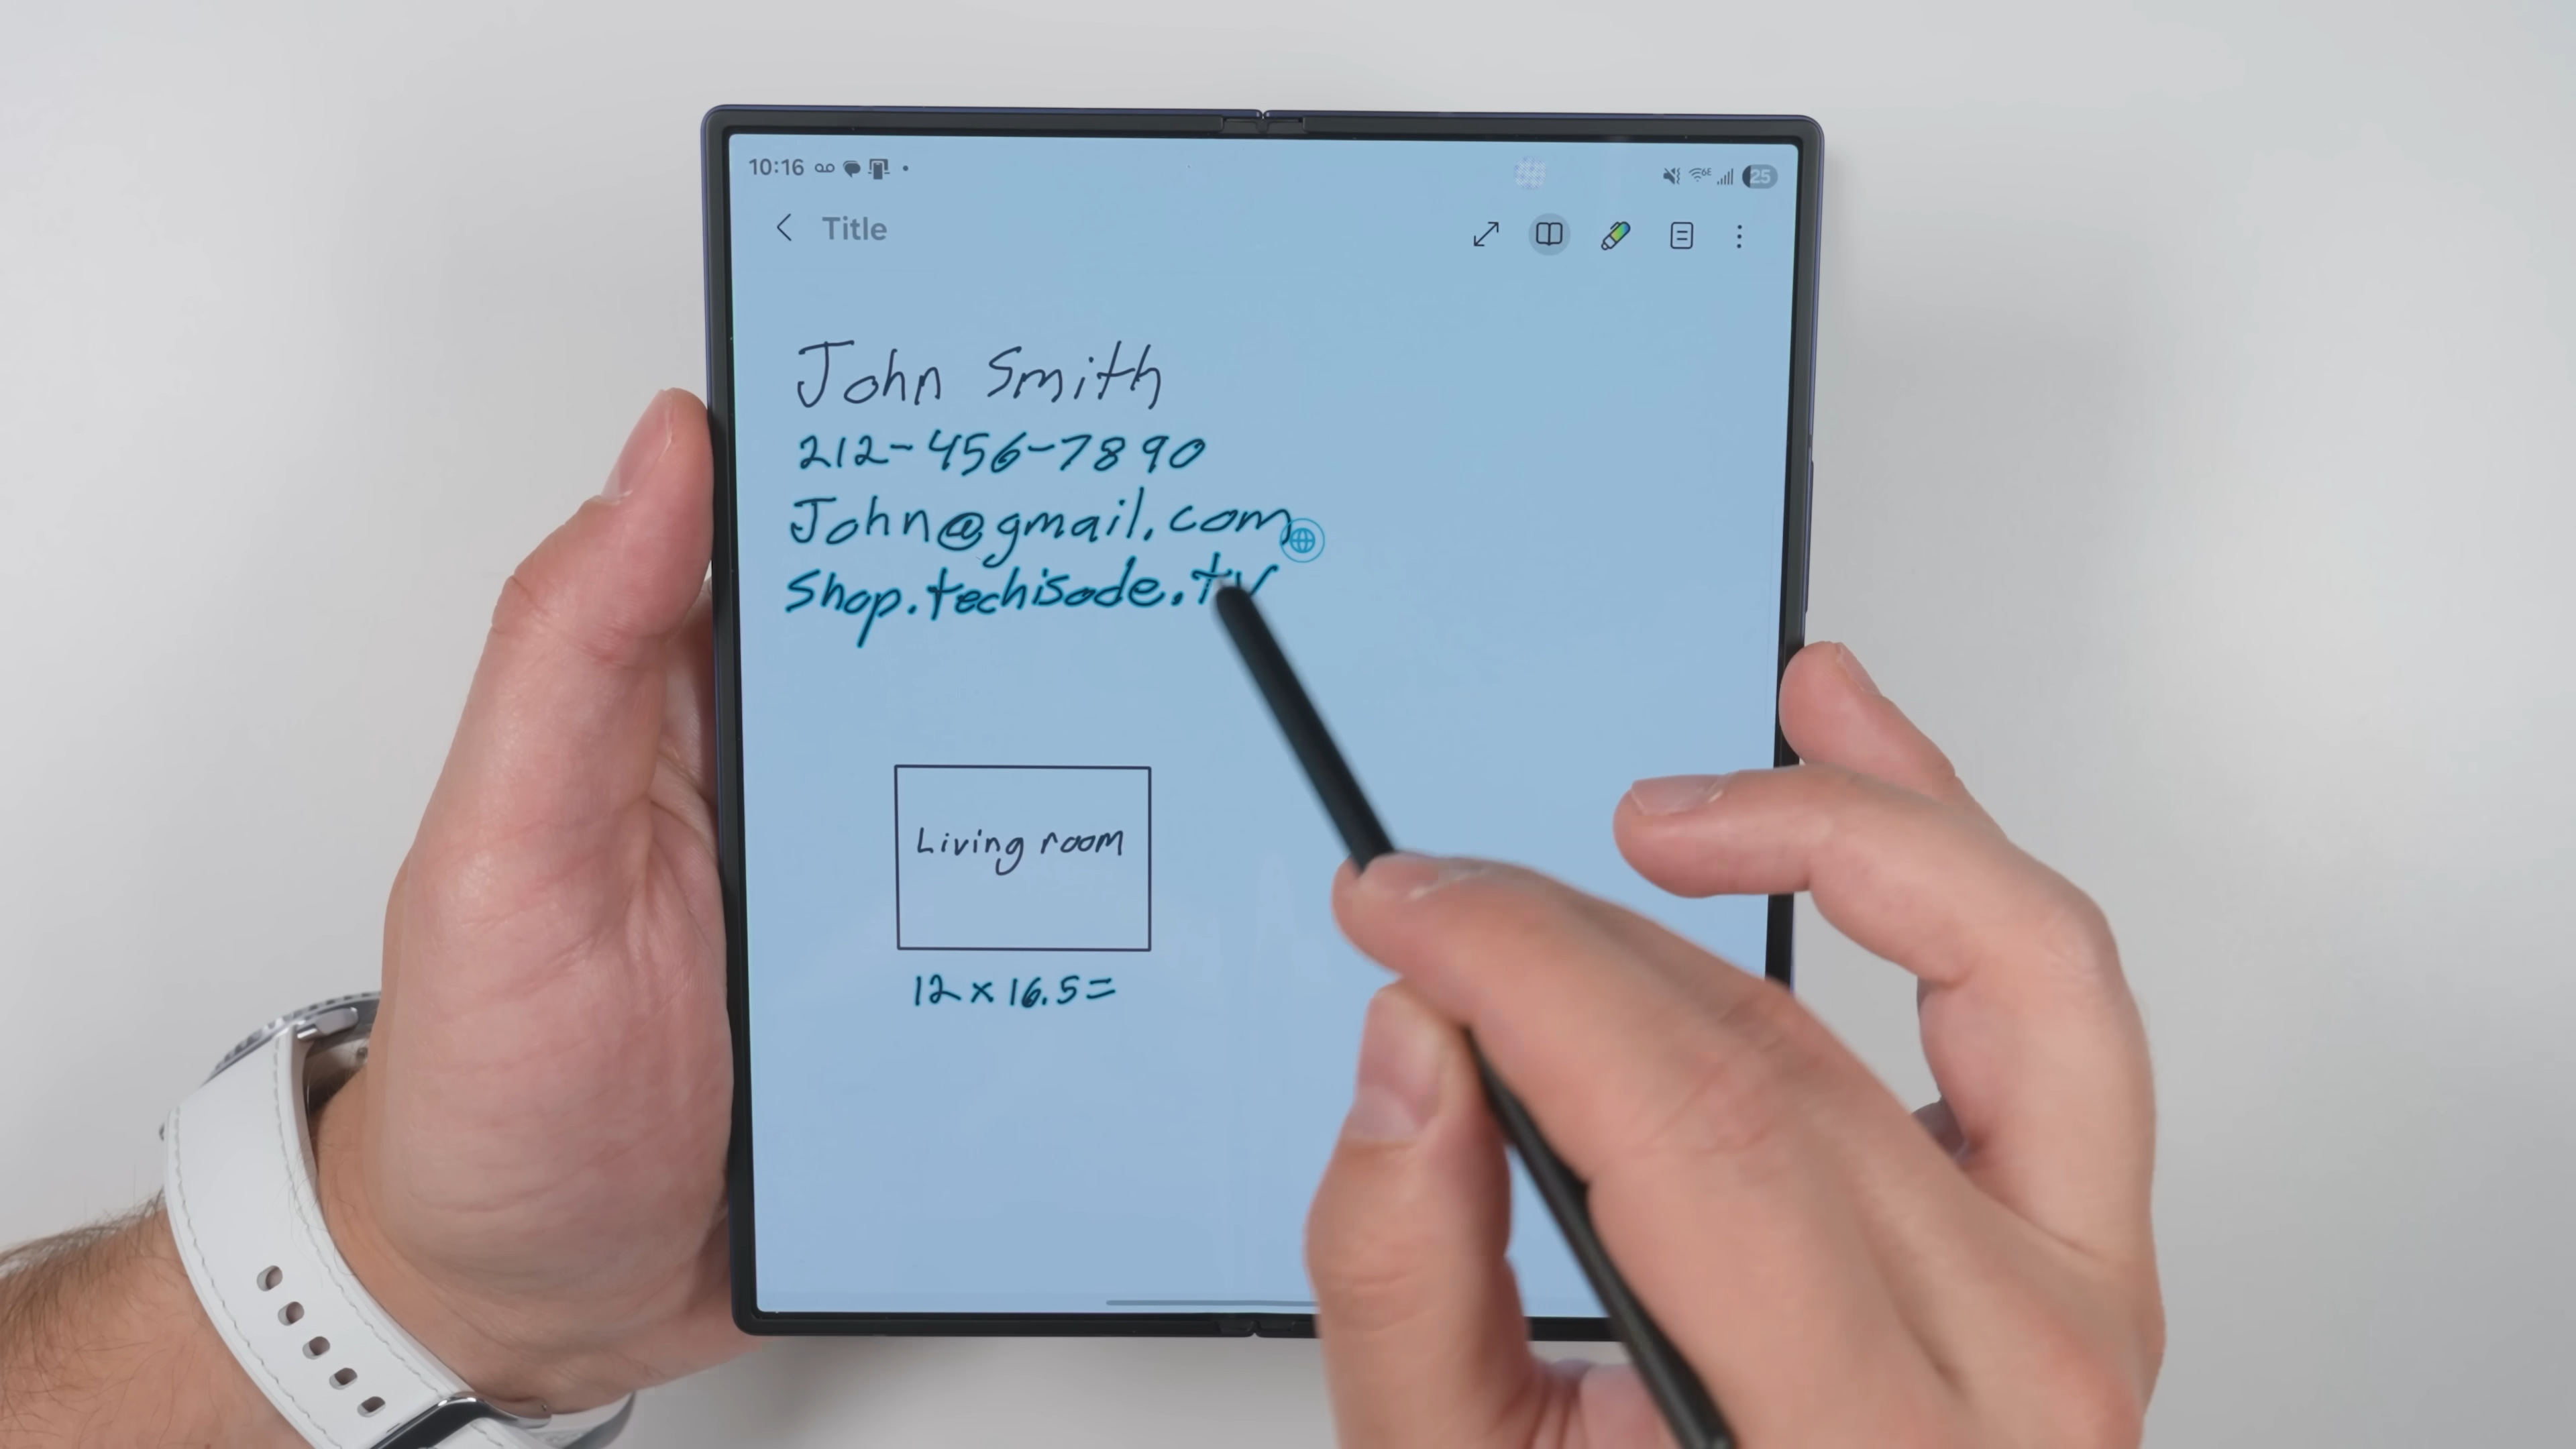 10:16
25
Title
John Smith
212-456-7890
John@gmail.com
Shop.techisode.tv
Living room
12 x 16.5=